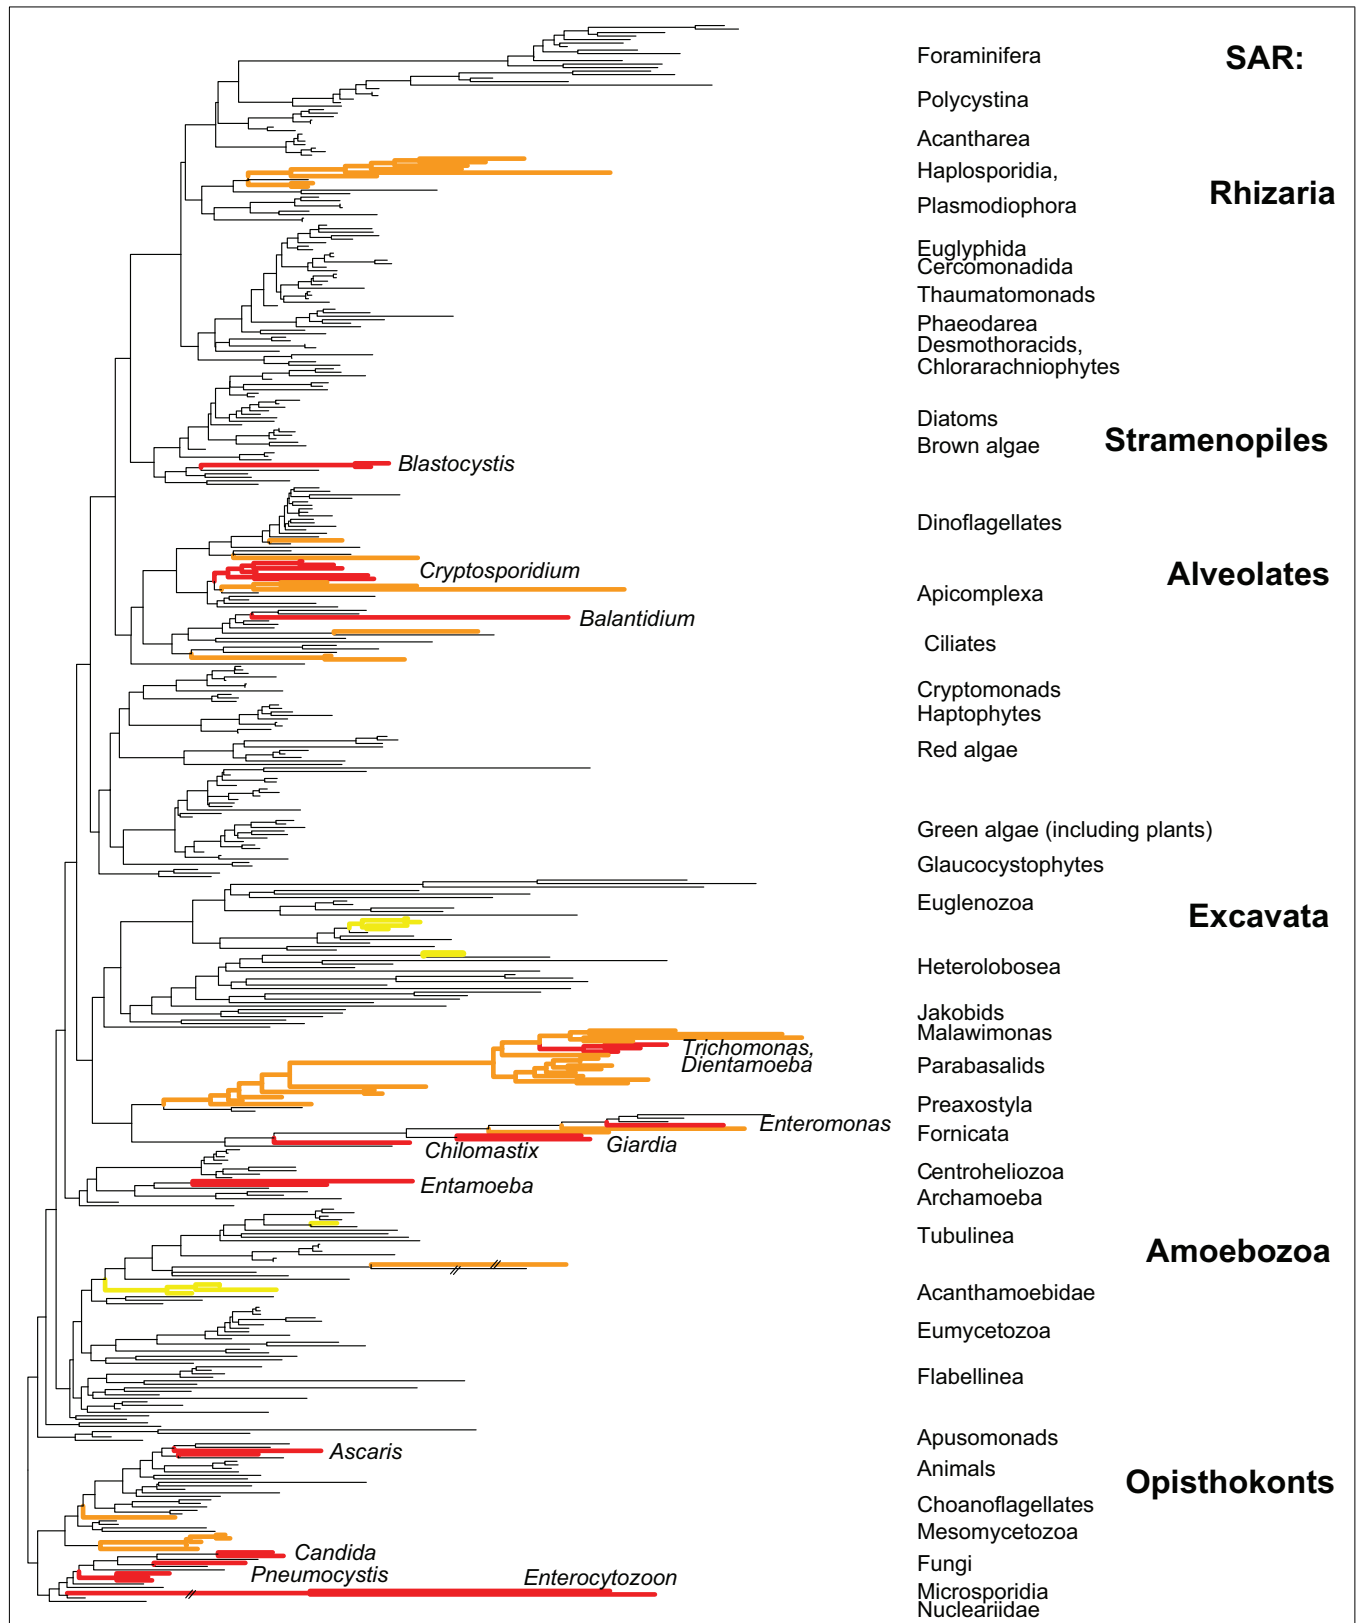 Foraminifera
SAR:
Polycystina
Acantharea
Haplosporidia,
Rhizaria
Plasmodiophora
Euglyphida
Cercomonadida
Thaumatomonads
Phaeodarea
Desmothoracids,
Chlorarachniophytes
Diatoms
Brown algae
Stramenopiles
Blastocystis
Dinoflagellates
Cryptosporidium
Alveolates
Apicomplexa
Balantidium
Ciliates
Cryptomonads
Haptophytes
Red algae
Green algae (including plants)
Glaucocystophytes
Euglenozoa
Excavata
Heterolobosea
Jakobids
Malawimonas
Trichomonas,
Dientamoeba
Parabasalids
Preaxostyla
Enteromonas
Fornicata
Giardia
Chilomastix
Centroheliozoa
Entamoeba
Archamoeba
Tubulinea
Amoebozoa
Acanthamoebidae
Eumycetozoa
Flabellinea
Apusomonads
Ascaris
Animals
Opisthokonts
Choanoflagellates
Mesomycetozoa
Candida
Fungi
Pneumocystis
Enterocytozoon
Microsporidia
Nucleariidae